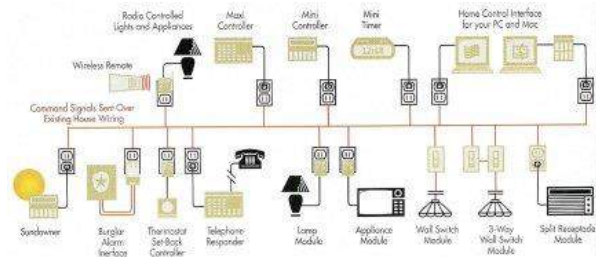 Radio Controlled
Lights and Appliances
Maxi
Controller
Mini
Controller
Mini
Timer
Home Control Interface
for your PC and Mac
Wireless Remote
Command Signals Sent Over
Existing House Wiring
Sundowner
Burglar
Alarm
Interface
Thermostat
Set-Back
Controller
Telephone
Responder
Lamp
Module
Appliance
Module
Wall Switch
Module
3-Way
Wall Switch
Module
Split Receptacle
Module